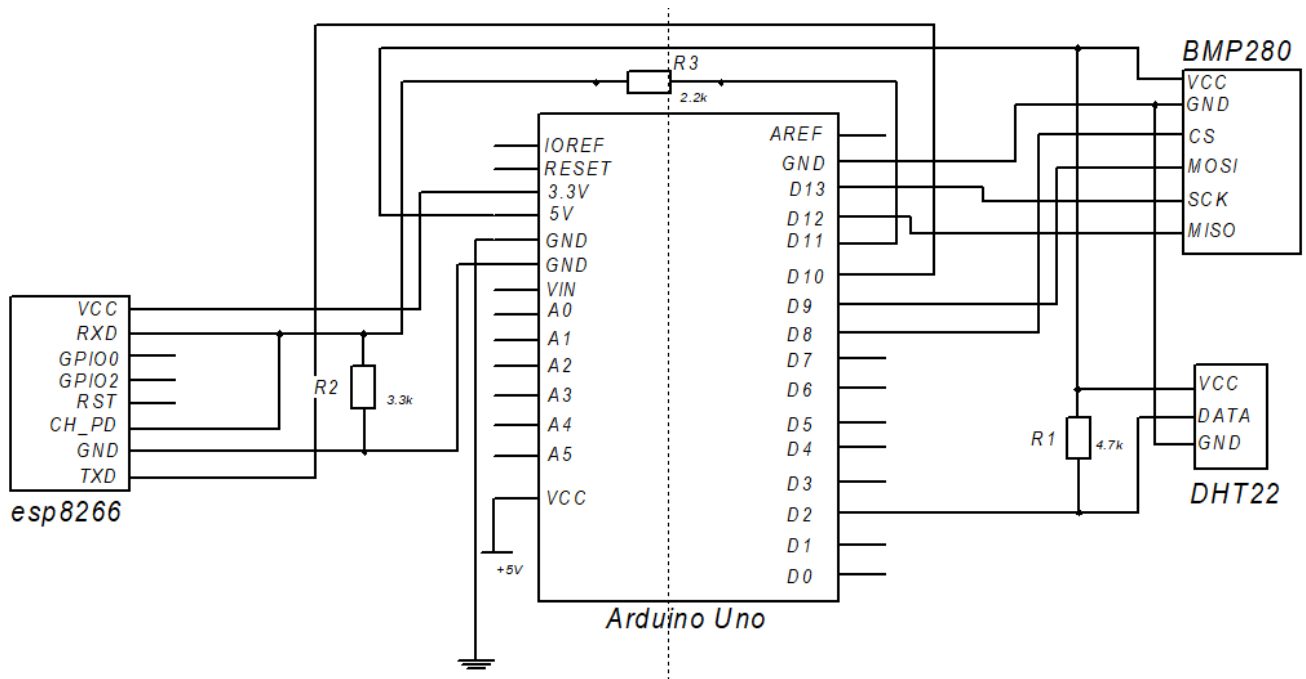 R3
2.2k
BMP280
VCC
GND
CS
MOSI
SCK
MISO
IOREF
RESET
3.3V
5V
GND
GND
VIN
A0
A1
A2
A3
A4
A5
VCC
+5V
AREF
GND
D13
D12
D11
D10
D9
D8
D7
D6
D5
D4
D3
D2
D1
D0
Arduino Uno
VCC
RXD
GPIO0
GPIO2
RST
CH_PD
GND
TXD
esp8266
R2
3.3k
R1
4.7k
VCC
DATA
GND
DHT22